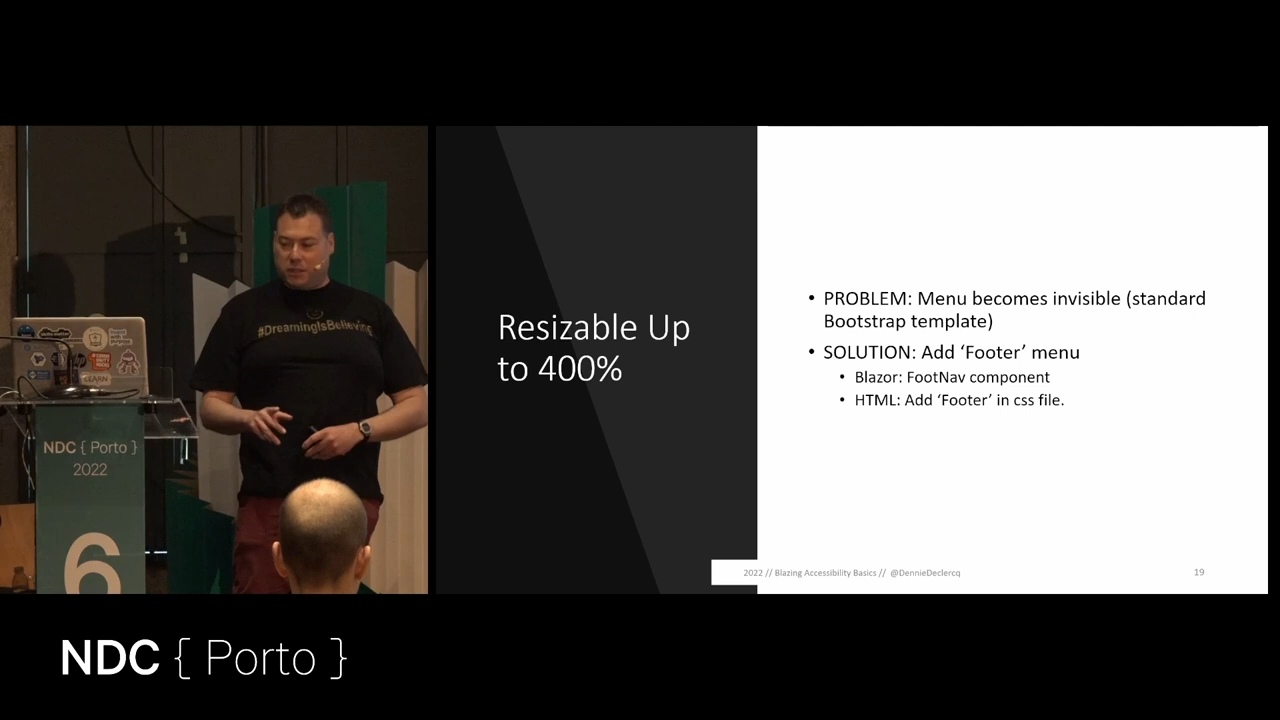 #DreamingIsBelieving
LEARN
NDC { Porto }
2022
6
Resizable Up
to 400%
• PROBLEM: Menu becomes invisible (standard
Bootstrap template)
• SOLUTION: Add ‘Footer’ menu
• Blazor: FootNav component
• HTML: Add ‘Footer’ in css file.
2022 // Blazing Accessibility Basics // @DennieDeclercq
19
NDC { Porto }